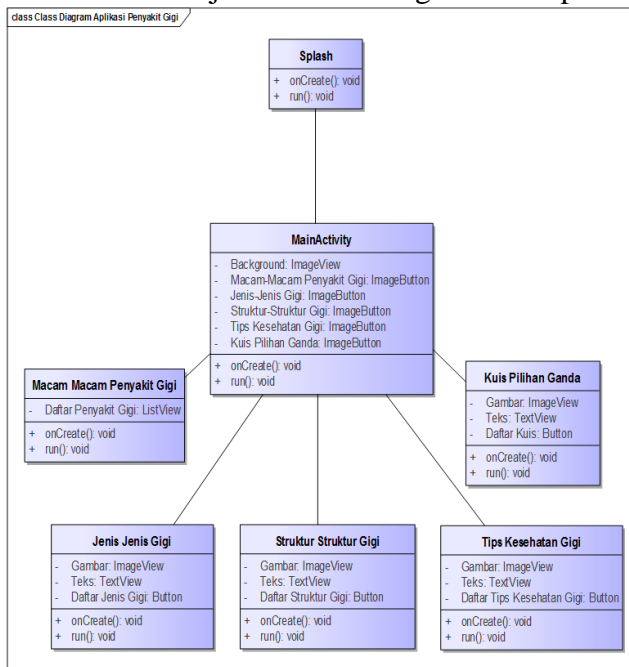 class Class Diagram Aplikasi Penyakit Gigi
Splash
+ onCreate(): void
+ run(): void
MainActivity
- Background: ImageView
- Macam-Macam Penyakit Gigi: ImageButton
- Jenis-Jenis Gigi: ImageButton
- Struktur-Struktur Gigi: ImageButton
- Tips Kesehatan Gigi: ImageButton
- Kuis Pilihan Ganda: ImageButton
+ onCreate(): void
+ run(): void
Macam Macam Penyakit Gigi
- Daftar Penyakit Gigi: ListView
+ onCreate(): void
+ run(): void
Kuis Pilihan Ganda
- Gambar: ImageView
- Teks: TextView
- Daftar Kuis: Button
+ onCreate(): void
+ run(): void
Jenis Jenis Gigi
- Gambar: ImageView
- Teks: TextView
- Daftar Jenis Gigi: Button
+ onCreate(): void
+ run(): void
Struktur Struktur Gigi
- Gambar: ImageView
- Teks: TextView
- Daftar Struktur Gigi: Button
+ onCreate(): void
+ run(): void
Tips Kesehatan Gigi
- Gambar: ImageView
- Teks: TextView
- Daftar Tips Kesehatan Gigi: Button
+ onCreate(): void
+ run(): void